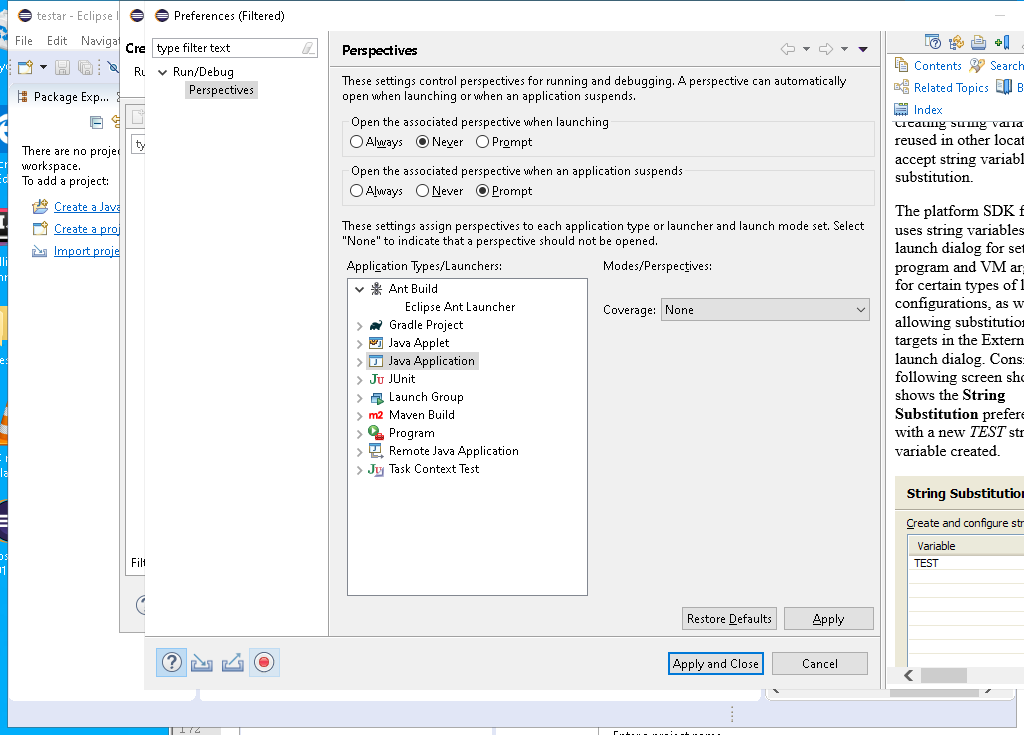 testar - Eclipse I
File Edit Navigat
Package Exp...
There are no projec
workspace.
To add a project:
Create a Java
Create a proj
Import projec
Cre
Ru
ty
Filt
Preferences (Filtered)
type filter text
Run/Debug
Perspectives
Perspectives
These settings control perspectives for running and debugging. A perspective can automatically
open when launching or when an application suspends.
Open the associated perspective when launching
Always Never Prompt
Open the associated perspective when an application suspends
Always Never Prompt
These settings assign perspectives to each application type or launcher and launch mode set. Select
"None" to indicate that a perspective should not be opened.
Application Types/Launchers:
Modes/Perspectives:
Ant Build
Eclipse Ant Launcher
Gradle Project
Java Applet
Java Application
JUnit
Launch Group
Maven Build
Program
Remote Java Application
Task Context Test
Coverage: None
Restore Defaults Apply
Apply and Close Cancel
Contents Search
Related Topics B
Index
creating string varia
reused in other locat
accept string variabl
substitution.
The platform SDK f
uses string variables
launch dialog for set
program and VM ar
for certain types of l
configurations, as w
allowing substitution
targets in the Extern
launch dialog. Cons
following screen sho
shows the String
Substitution prefere
with a new TEST str
variable created.
String Substitution
Create and configure str
Variable
TEST
172
Enter a project name